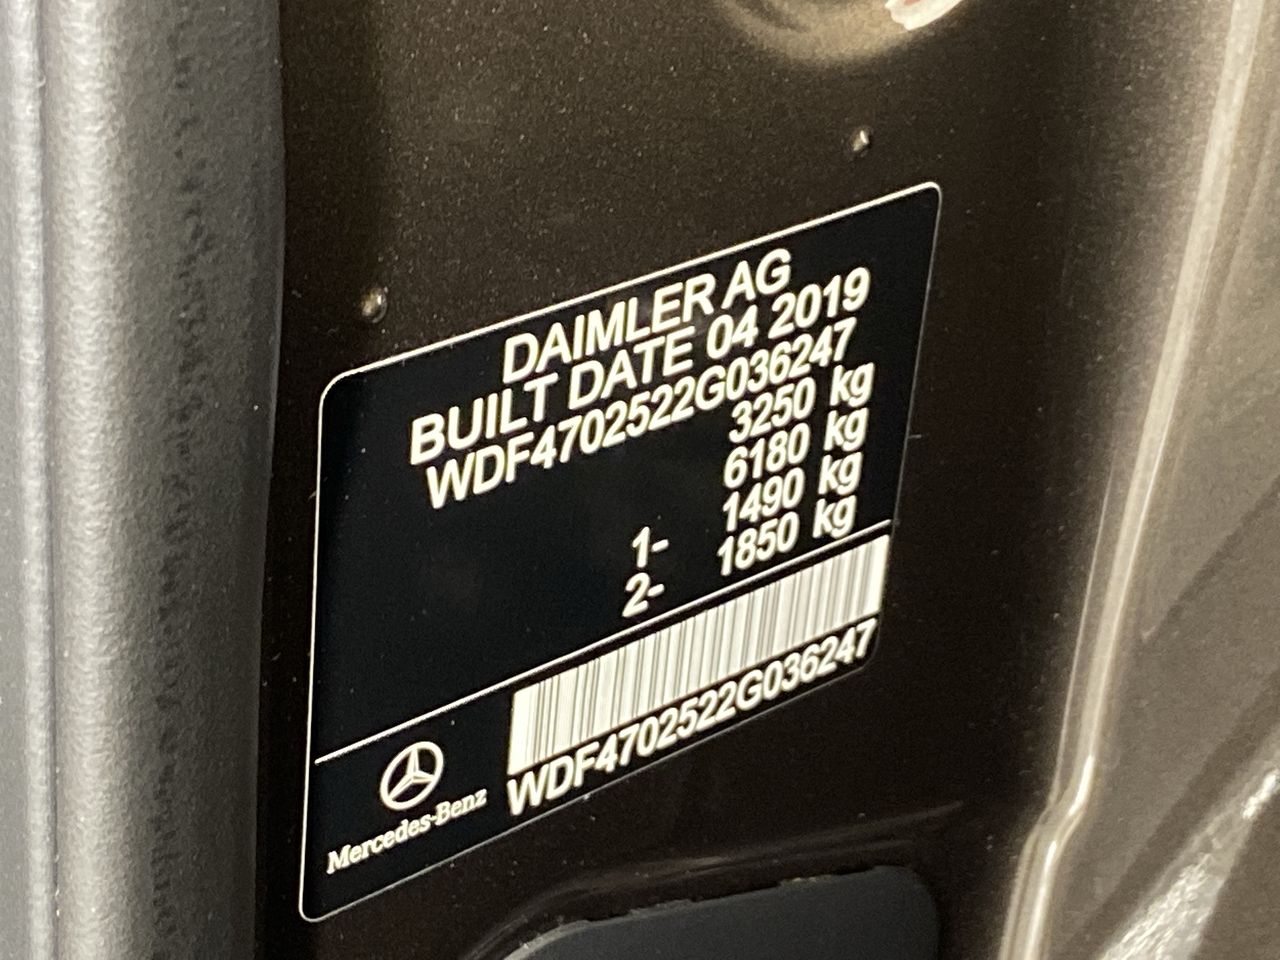 DAIMLER AG
BUILT DATE 04 2019
WDF4702522G036247
3250 kg
6180 kg
1- 1490 kg
2- 1850 kg
Mercedes-Benz
WDF4702522G036247